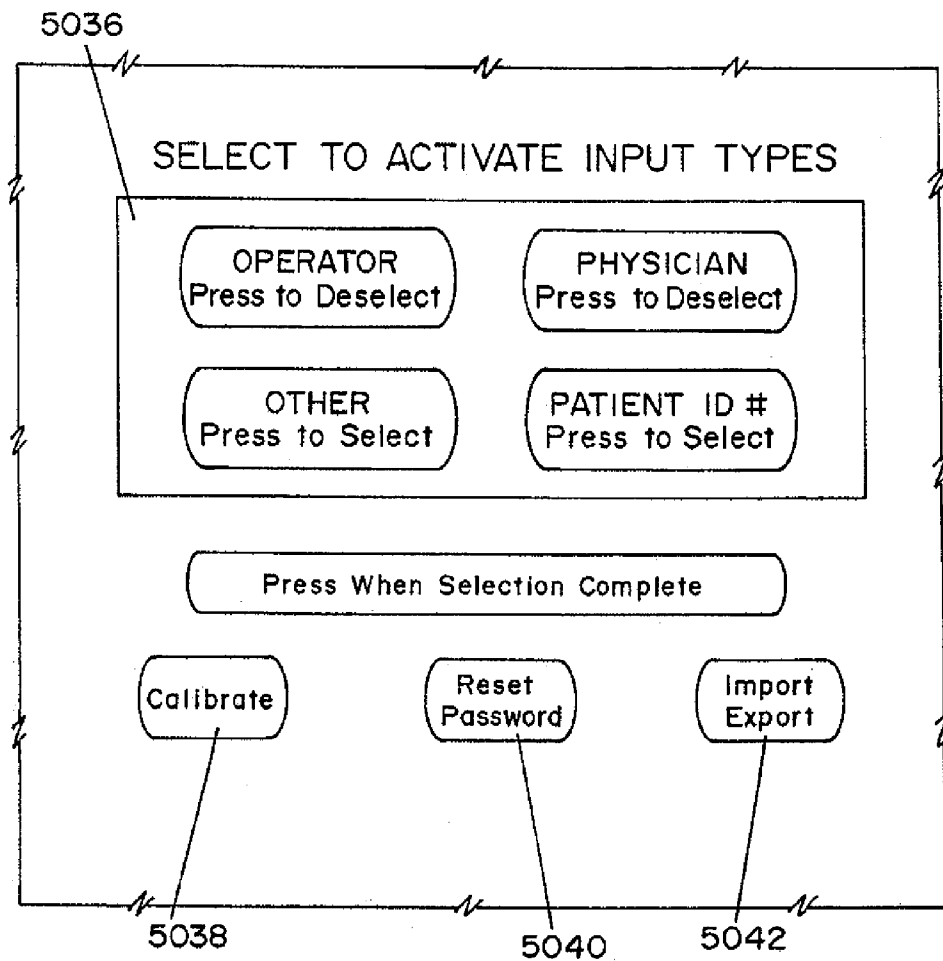 5036
SELECT TO ACTIVATE INPUT TYPES
OPERATOR
Press to Deselect
PHYSICIAN
Press to Deselect
OTHER
Press to Select
PATIENT ID #
Press to Select
Press When Selection Complete
Calibrate
Reset
Password
Import
Export
5038
5040
5042